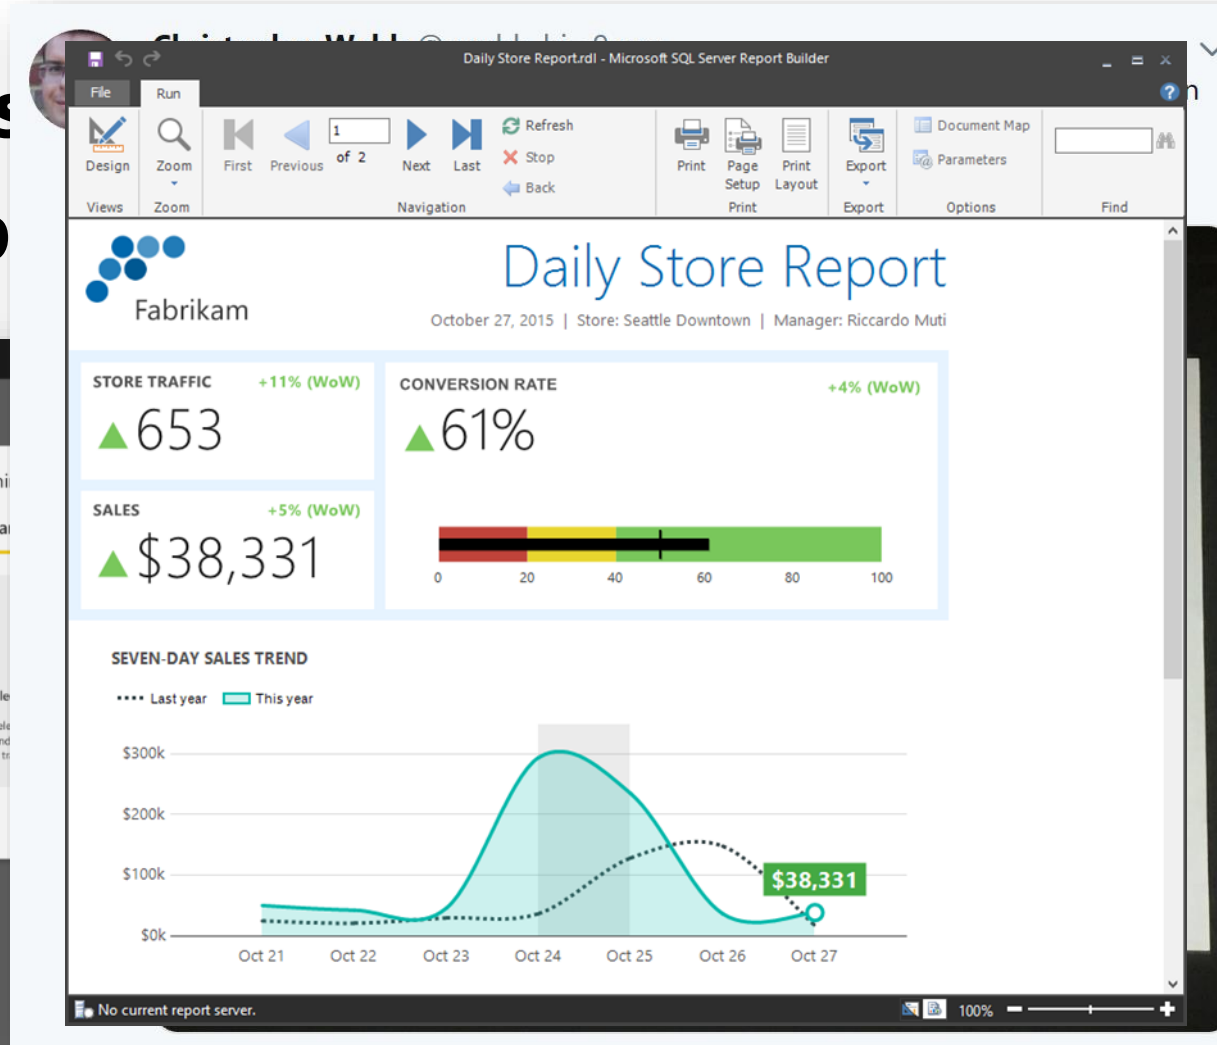 Daily Store Report.rdl - Microsoft SQL Server Report Builder
File
Run
Design
Zoom
First
Previous
1
of 2
Next
Last
Refresh
Stop
Back
Print
Page Setup
Print Layout
Export
Document Map
Parameters
Views
Zoom
Navigation
Print
Export
Options
Find
Fabrikam
Daily Store Report
October 27, 2015 | Store: Seattle Downtown | Manager: Riccardo Muti
STORE TRAFFIC +11% (WoW)
653
CONVERSION RATE +4% (WoW)
61%
SALES +5% (WoW)
$38,331
0 20 40 60 80 100
SEVEN-DAY SALES TREND
Last year This year
$300k
$200k
$100k
$38,331
$0k
Oct 21 Oct 22 Oct 23 Oct 24 Oct 25 Oct 26 Oct 27
No current report server.
100%